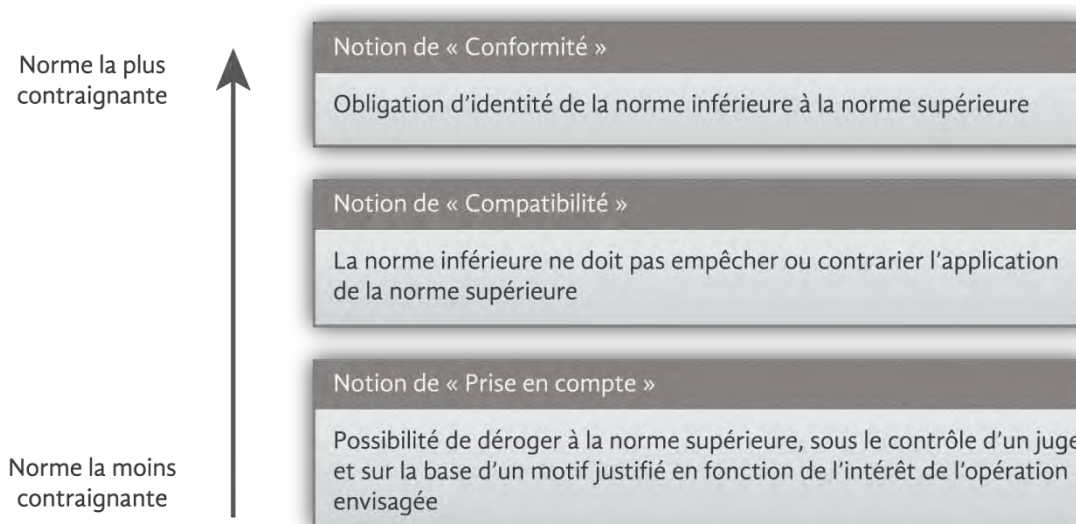 Norme la plus
contraignante
Notion de « Conformité »
Obligation d’identité de la norme inférieure à la norme supérieure
Notion de « Compatibilité »
La norme inférieure ne doit pas empêcher ou contrarier l’application
de la norme supérieure
Notion de « Prise en compte »
Possibilité de déroger à la norme supérieure, sous le contrôle d’un juge
et sur la base d’un motif justifié en fonction de l’intérêt de l’opération
envisagée
Norme la moins
contraignante